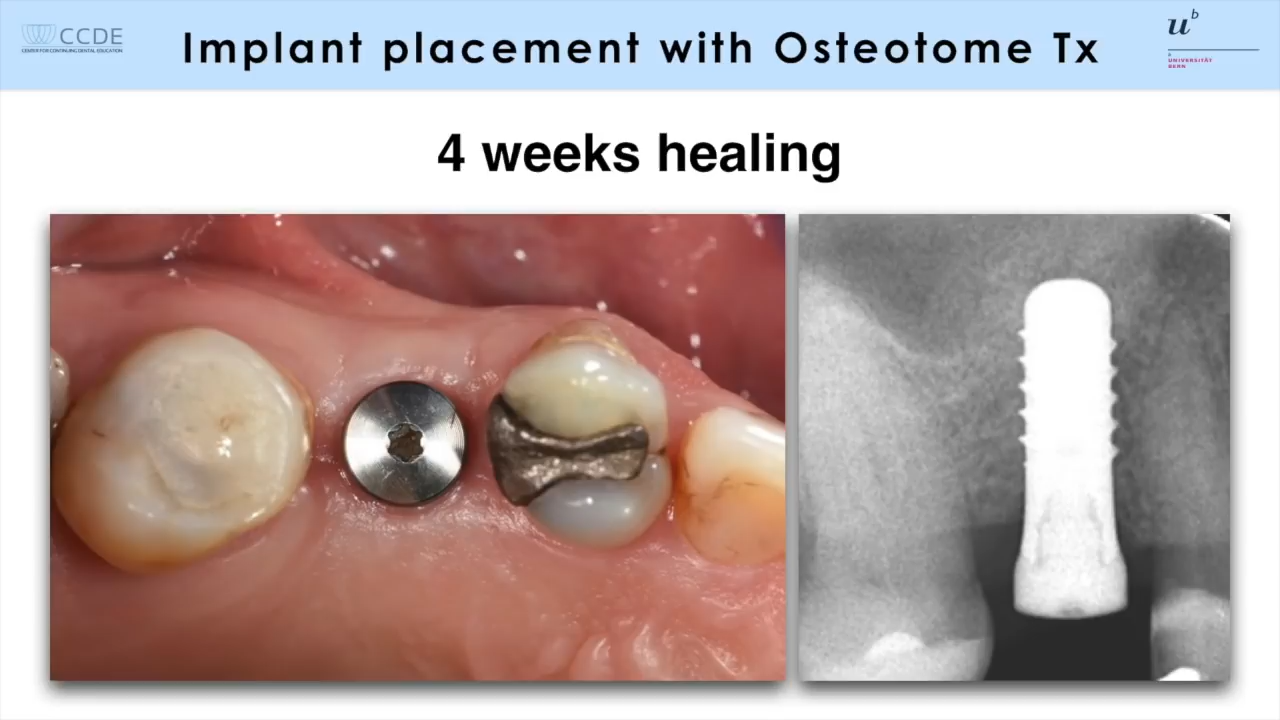 CCDE
CENTER FOR CONTINUING DENTAL EDUCATION
Implant placement with Osteotome Tx
u^b
b
UNIVERSITÄT
BERN
4 weeks healing